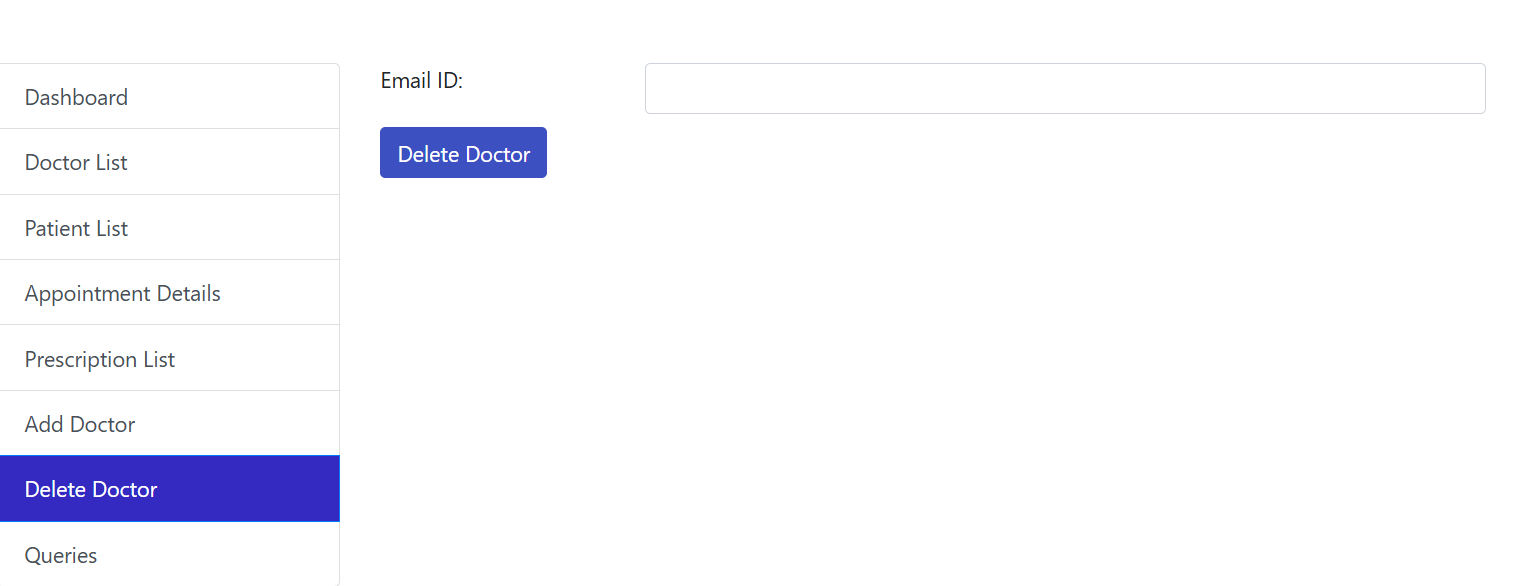 Dashboard
Doctor List
Patient List
Appointment Details
Prescription List
Add Doctor
Delete Doctor
Queries
Email ID:
Delete Doctor